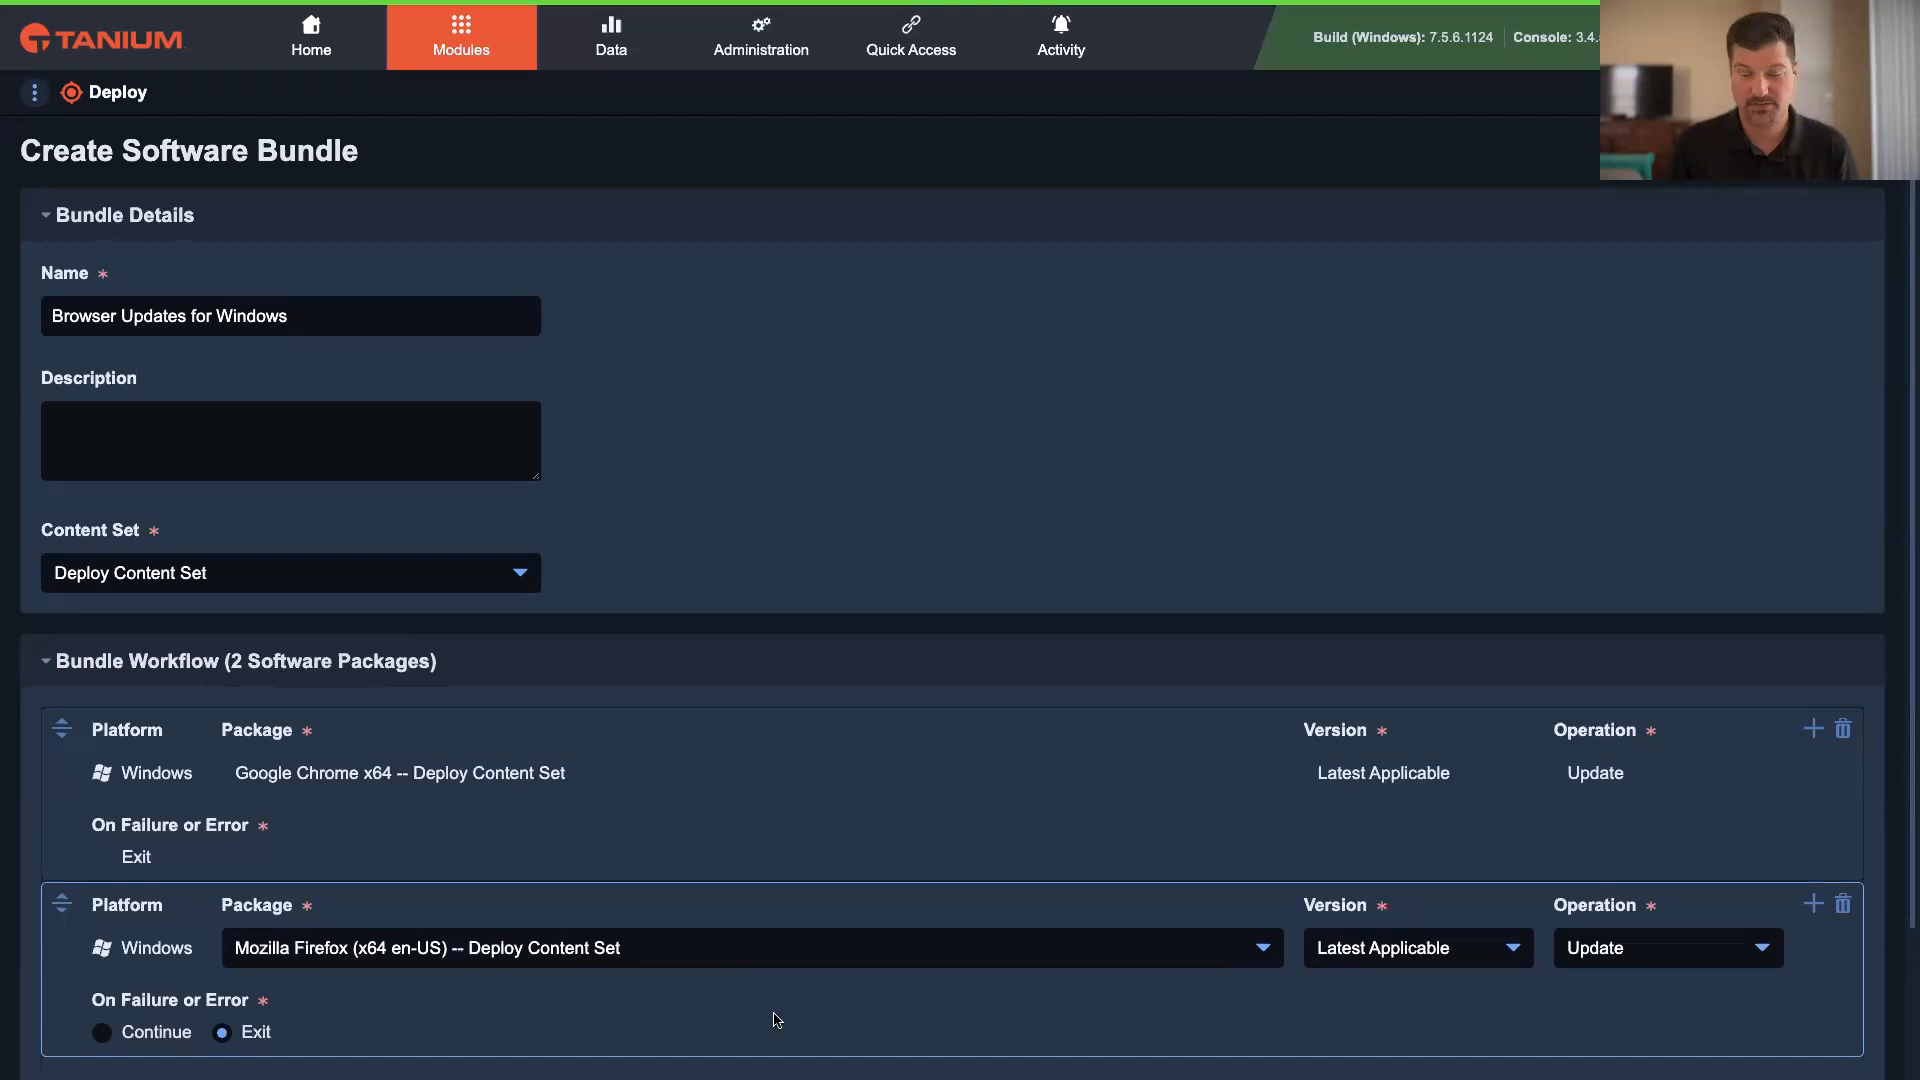 TANIUM
Home
Modules
Data
Administration
Quick Access
Activity
Build (Windows): 7.5.6.1124
Console: 3.4.
Deploy
Create Software Bundle
Bundle Details
Name *
Browser Updates for Windows
Description
Content Set *
Deploy Content Set
Bundle Workflow (2 Software Packages)
Platform Package * Version * Operation *
Windows Google Chrome x64 -- Deploy Content Set Latest Applicable Update
On Failure or Error *
Exit
Platform Package * Version * Operation *
Windows Mozilla Firefox (x64 en-US) -- Deploy Content Set Latest Applicable Update
On Failure or Error *
Continue Exit